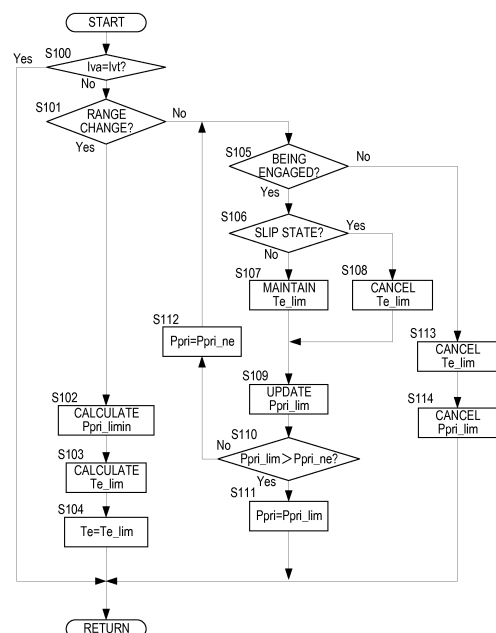 START
S100
Yes
Iva=Ivt?
No
S101
RANGE
CHANGE?
No
Yes
S105
BEING
ENGAGED?
No
Yes
S106
SLIP STATE?
Yes
No
S107
MAINTAIN
Te_lim
S108
CANCEL
Te_lim
S112
Ppri=Ppri_ne
S113
CANCEL
Te_lim
S109
UPDATE
Ppri_lim
S114
CANCEL
Ppri_lim
S102
CALCULATE
Ppri_limin
S110
No
Ppri_lim＞Ppri_ne?
Yes
S103
CALCULATE
Te_lim
S111
Ppri=Ppri_lim
S104
Te=Te_lim
RETURN